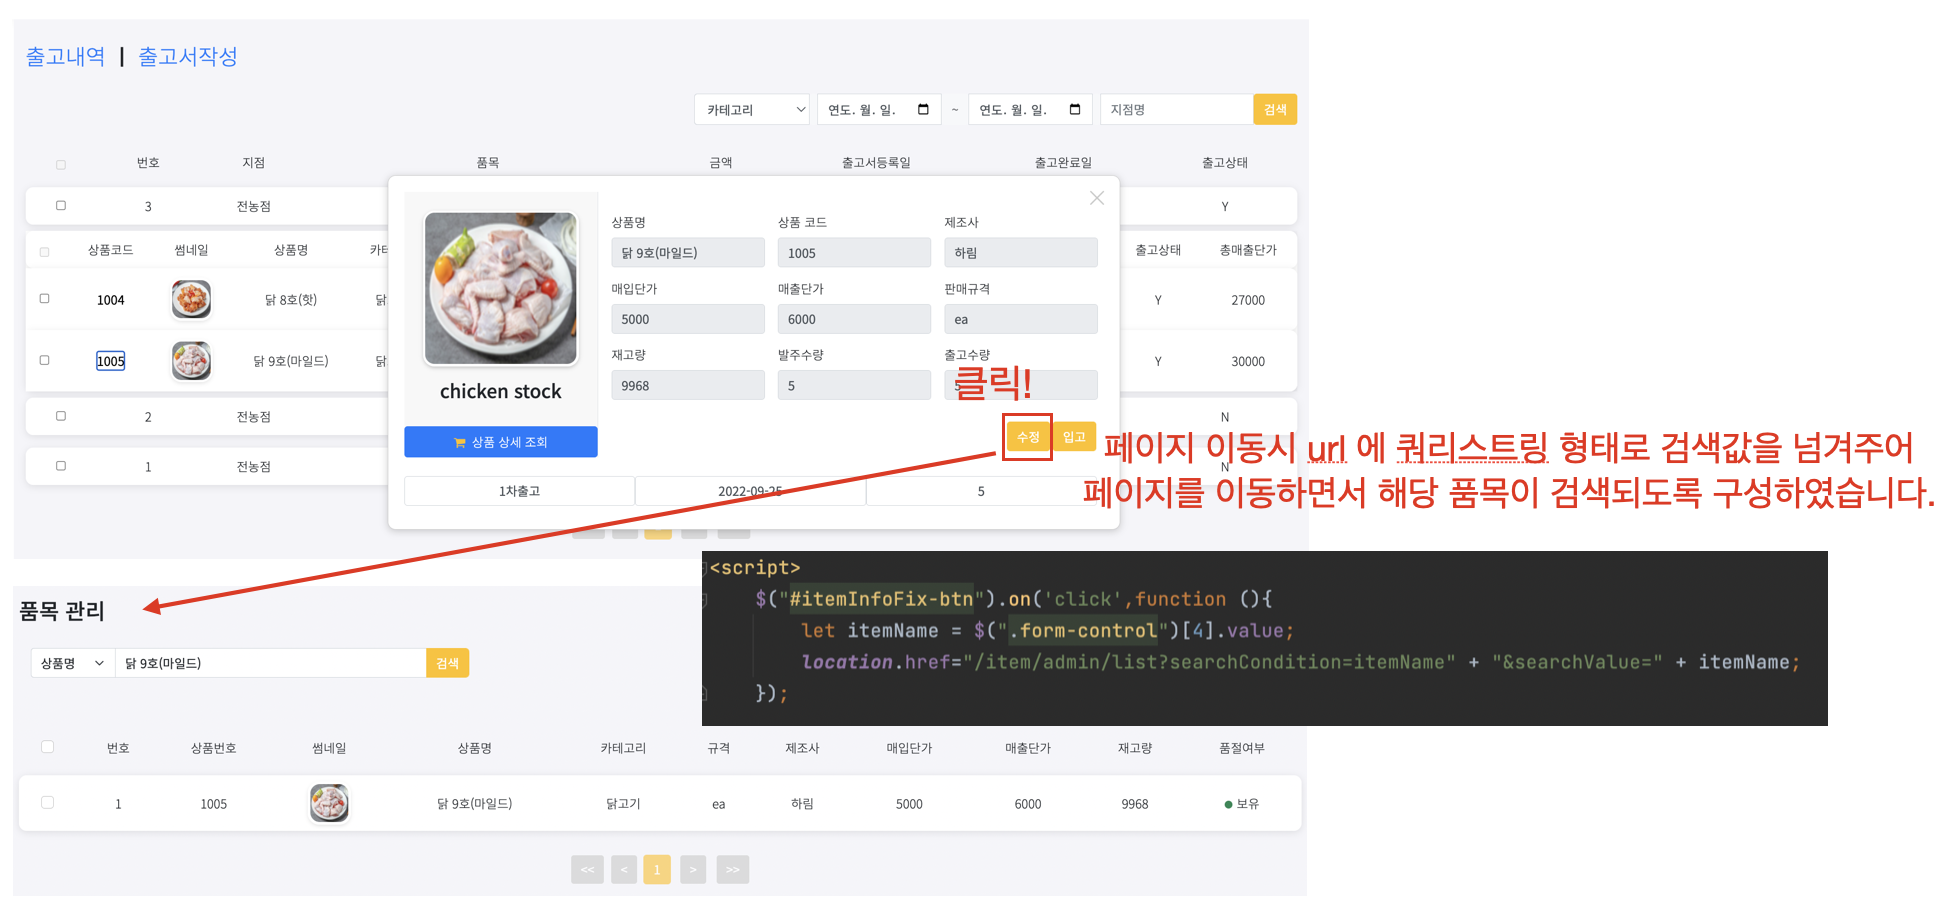 출고내역 | 출고서작성
카테고리 연도. 월. 일. ~ 연도. 월. 일. 지점명 검색
번호 지점 품목 금액 출고서등록일 출고완료일 출고상태
3 전농점 Y
상품코드 썸네일 상품명 카테 출고상태 총매출단가
1004 닭 8호(핫) 닭 Y 27000
1005 닭 9호(마일드) 닭 Y 30000
2 전농점 N
1 전농점 N
상품명 상품 코드 제조사
닭 9호(마일드) 1005 하림
매입단가 매출단가 판매규격
5000 6000 ea
재고량 발주수량 출고수량
9968 5 5
chicken stock
상품 상세 조회
수정 입고
1차출고 2022-09-25 5
클릭!
페이지 이동시 url 에 쿼리스트링 형태로 검색값을 넘겨주어
페이지를 이동하면서 해당 품목이 검색되도록 구성하였습니다.
<script>
$("#itemInfoFix-btn").on('click',function (){
let itemName = $(".form-control")[4].value;
location.href="/item/admin/list?searchCondition=itemName" + "&searchValue=" + itemName;
});
품목 관리
상품명 닭 9호(마일드) 검색
번호 상품번호 썸네일 상품명 카테고리 규격 제조사 매입단가 매출단가 재고량 품절여부
1 1005 닭 9호(마일드) 닭고기 ea 하림 5000 6000 9968 보유
<< < 1 > >>